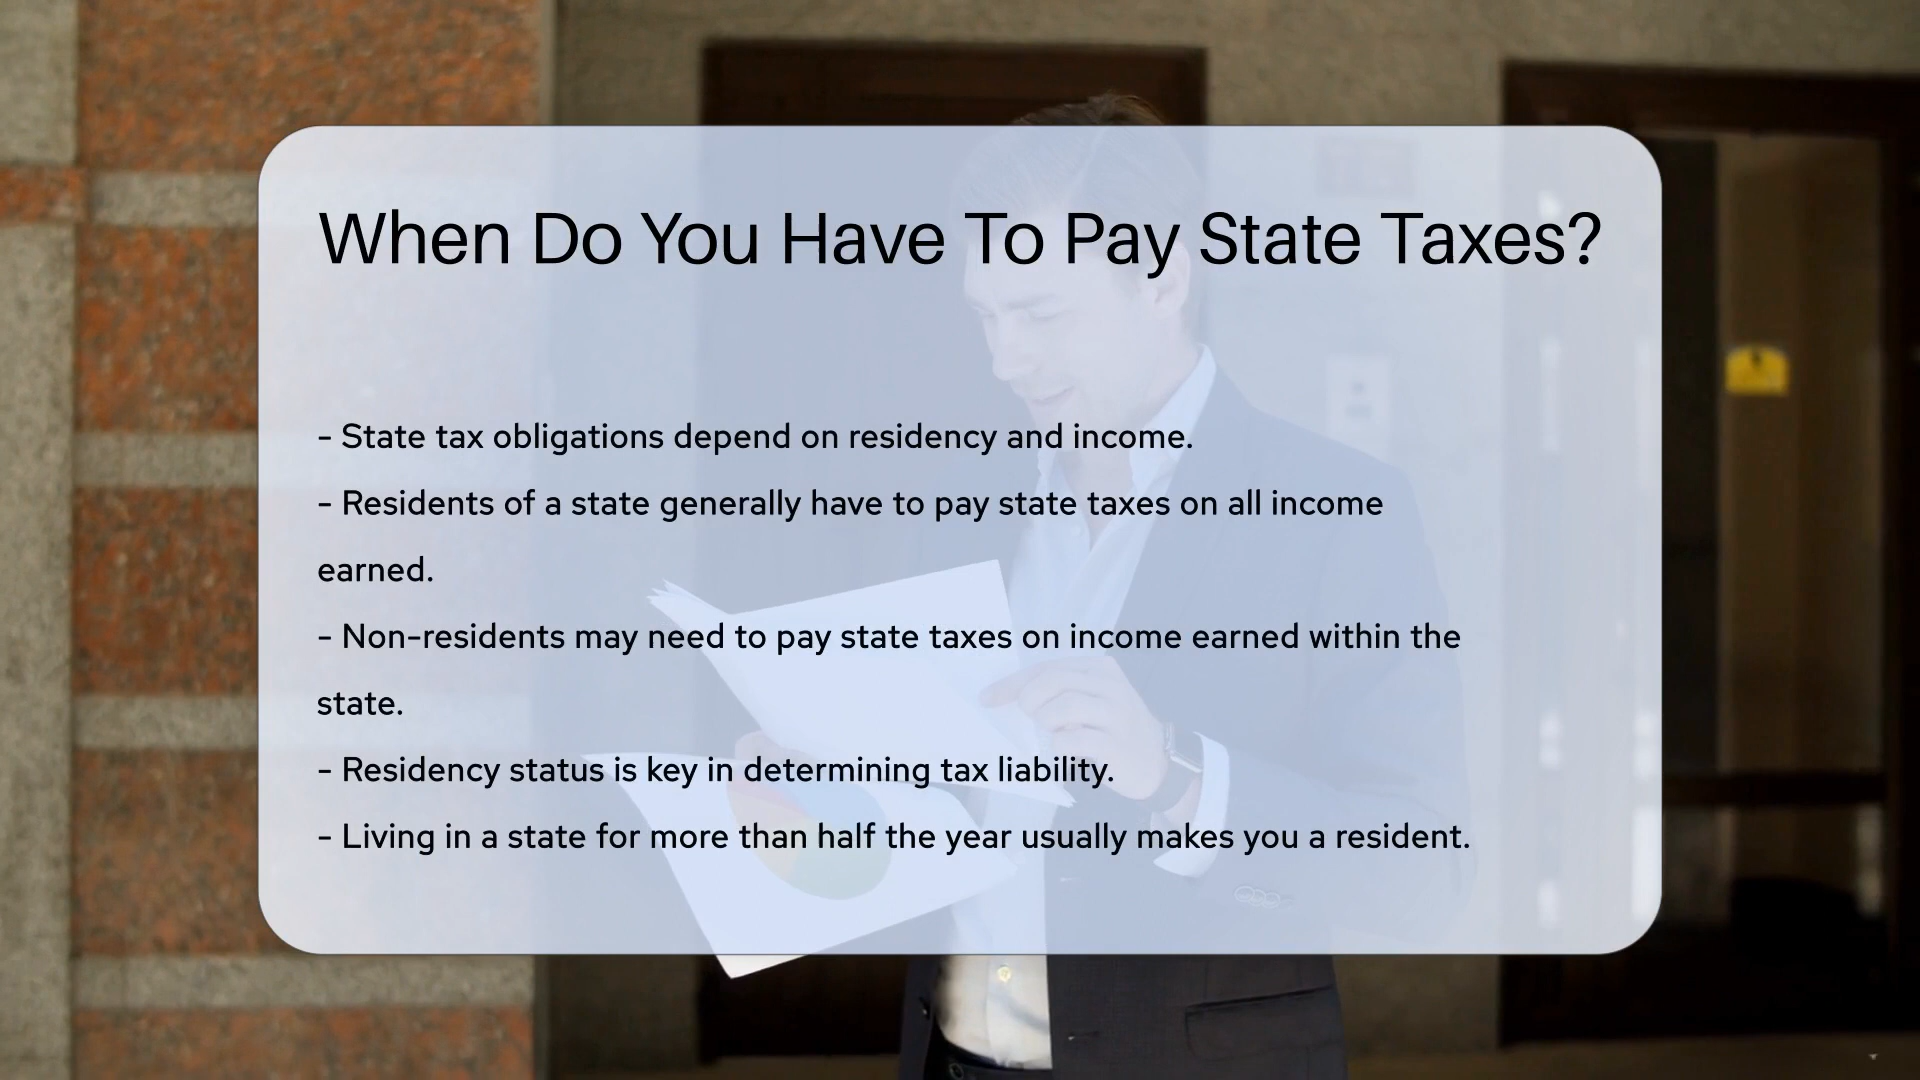 When Do You Have To Pay State Taxes?
- State tax obligations depend on residency and income.
- Residents of a state generally have to pay state taxes on all income
earned.
- Non-residents may need to pay state taxes on income earned within the
state.
- Residency status is key in determining tax liability.
- Living in a state for more than half the year usually makes you a resident.